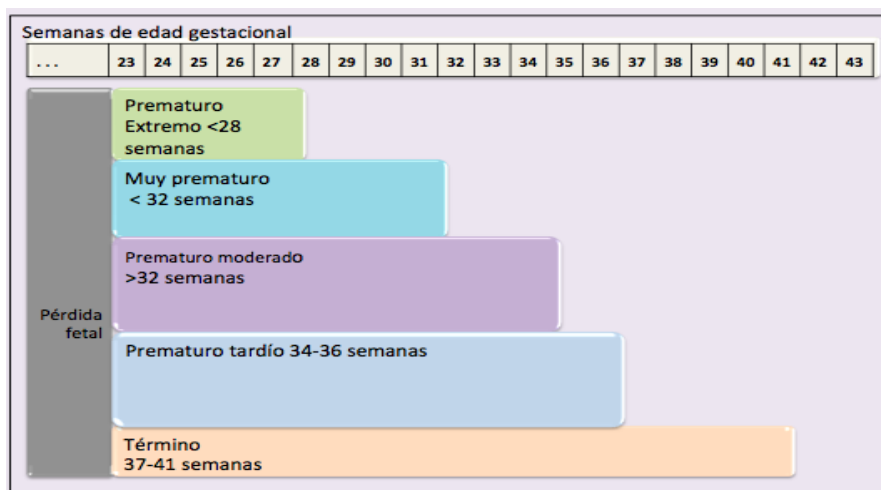 Semanas de edad gestacional
... 23 24 25 26 27 28 29 30 31 32 33 34 35 36 37 38 39 40 41 42 43
Prematuro
Extremo <28
semanas
Muy prematuro
< 32 semanas
Prematuro moderado
>32 semanas
Pérdida
fetal
Prematuro tardío 34-36 semanas
Término
37-41 semanas